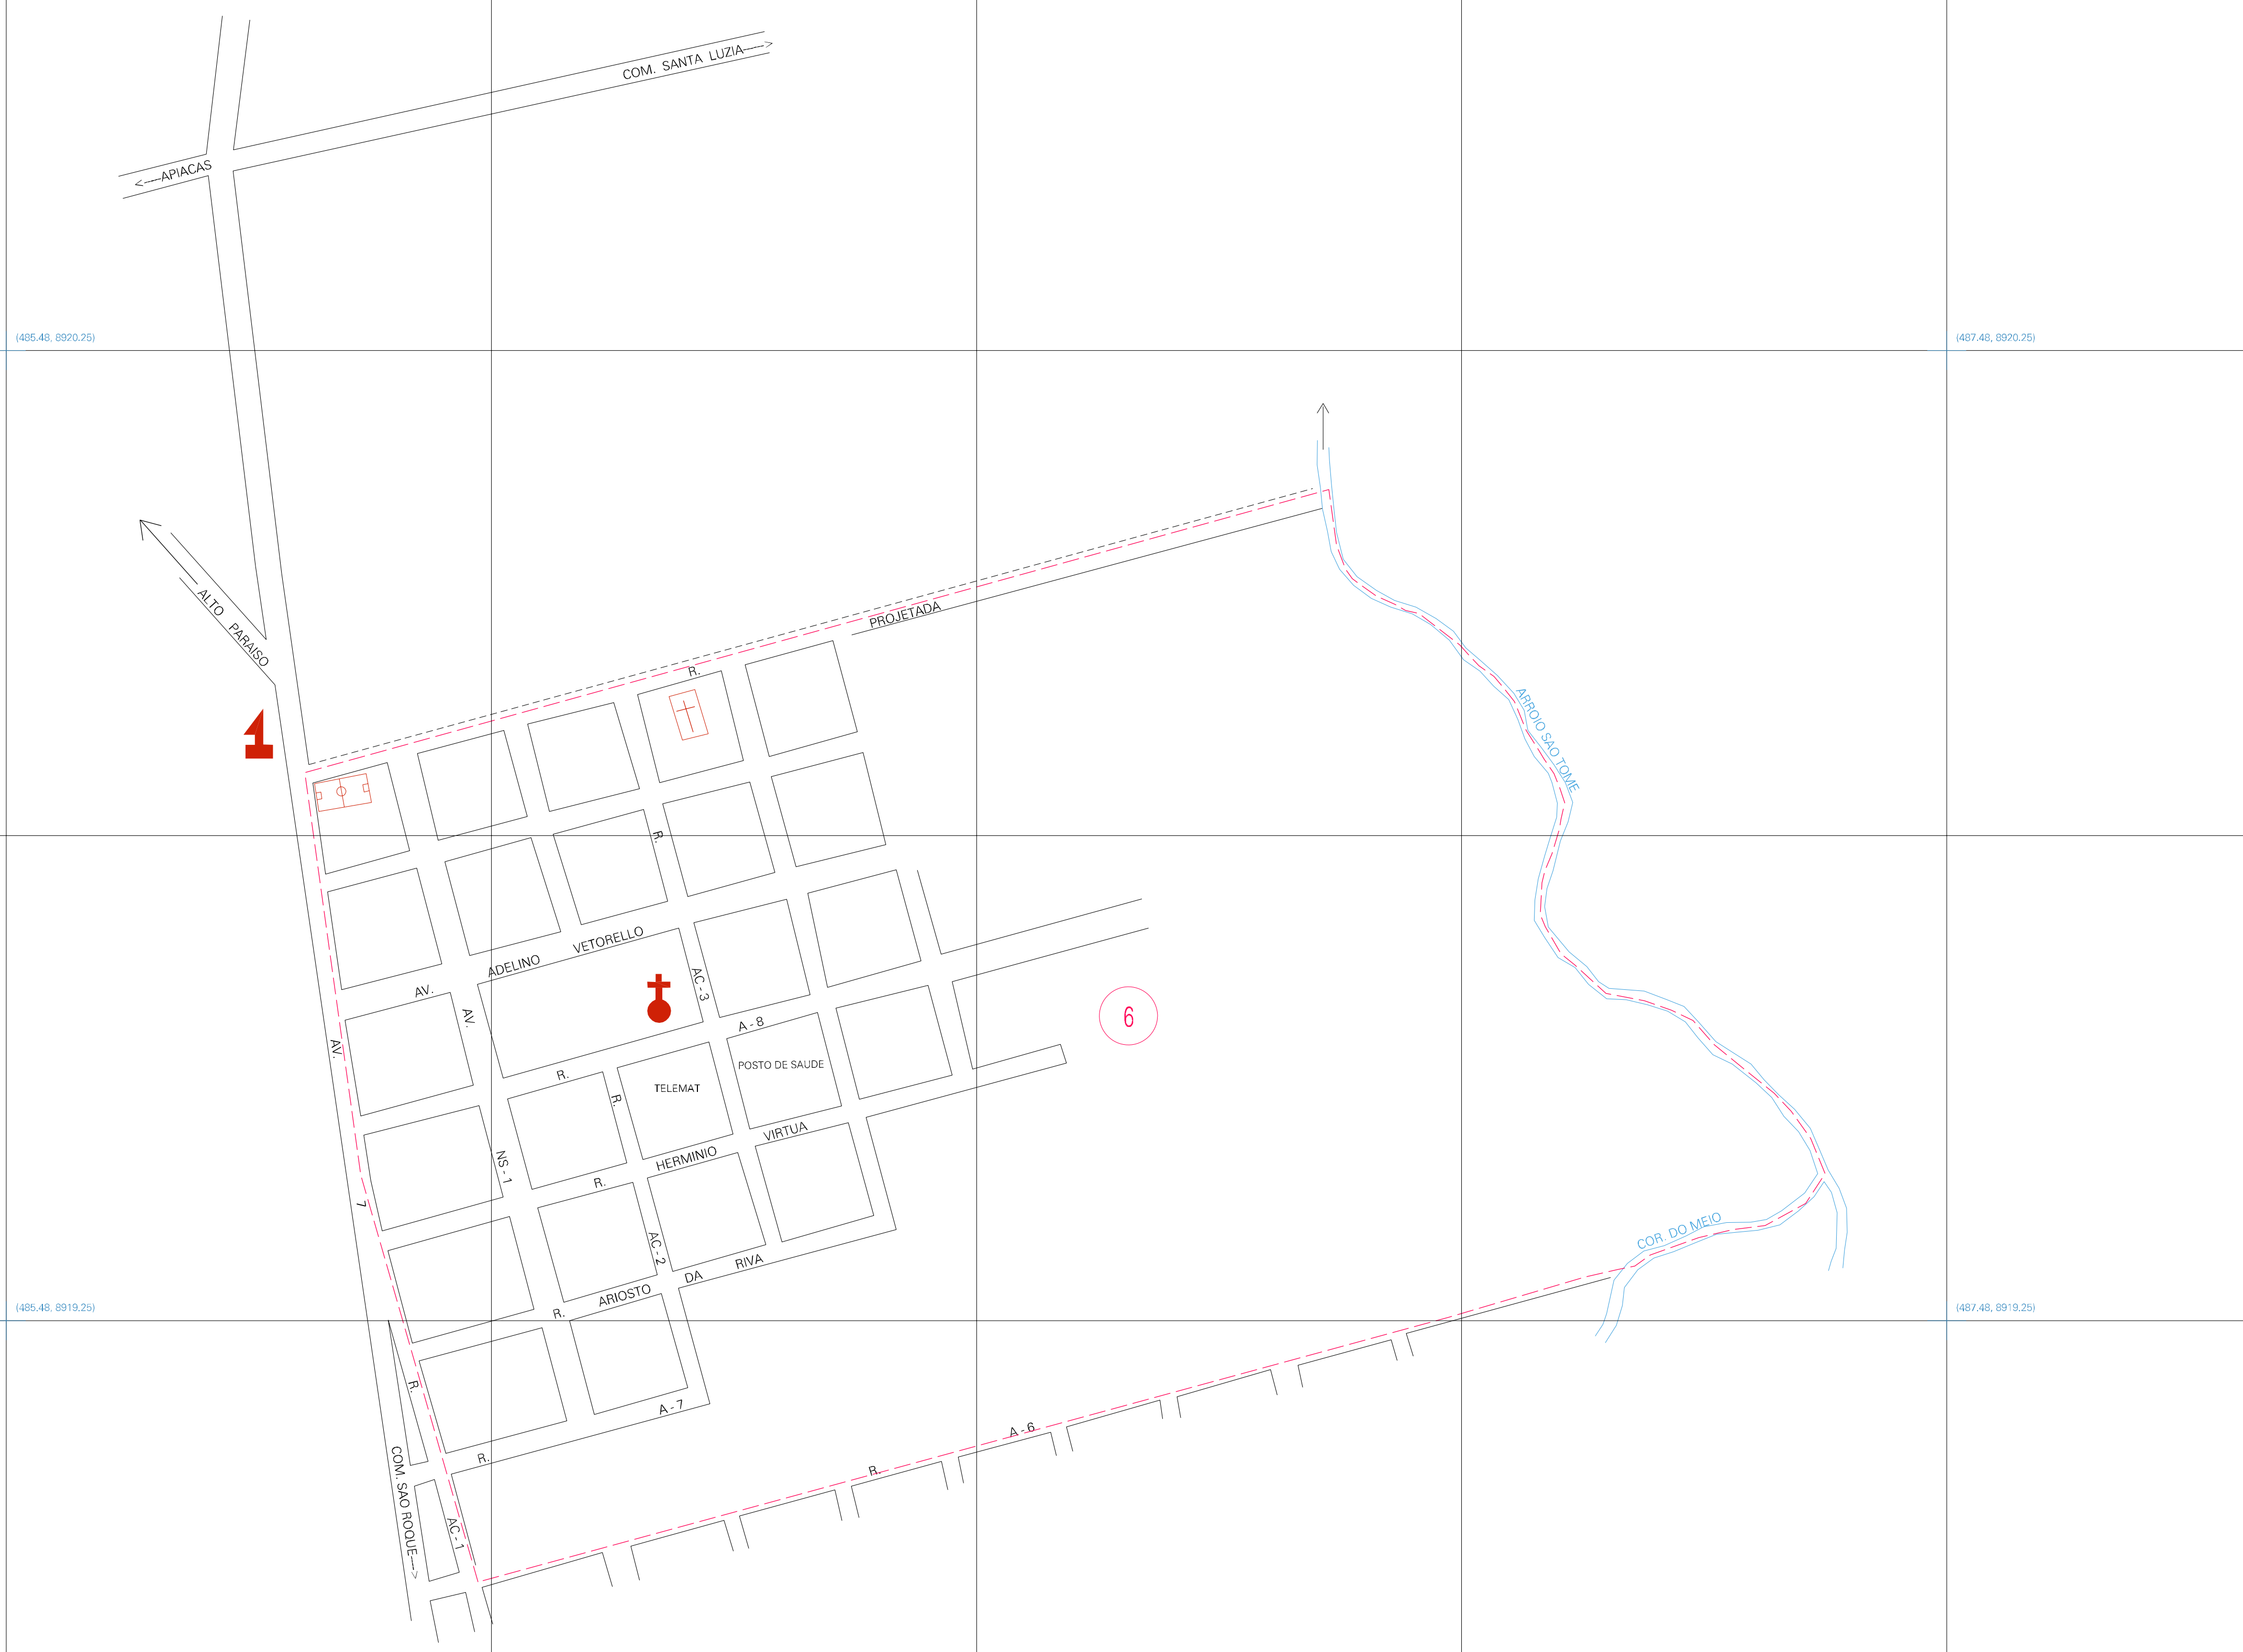 COM. SANTA LUZIA---->
<----APIACAS
(485.48, 8920.25)
(487.48, 8920.25)
ALTO PARAISO
R. PROJETADA
ARROIO SAO TOME
R.
AV. ADELINO VETORELLO
AC - 3
AV.
R. A - 8
AV.
6
POSTO DE SAUDE
TELEMAT
R.
R. HERMINIO VIRTUA
NS - 1
7
AC - 2
COR. DO MEIO
R. ARIOSTO DA RIVA
(485.48, 8919.25)
(487.48, 8919.25)
R.
R. A - 7
R. A - 6
COM. SAO ROQUE---->
AC - 1